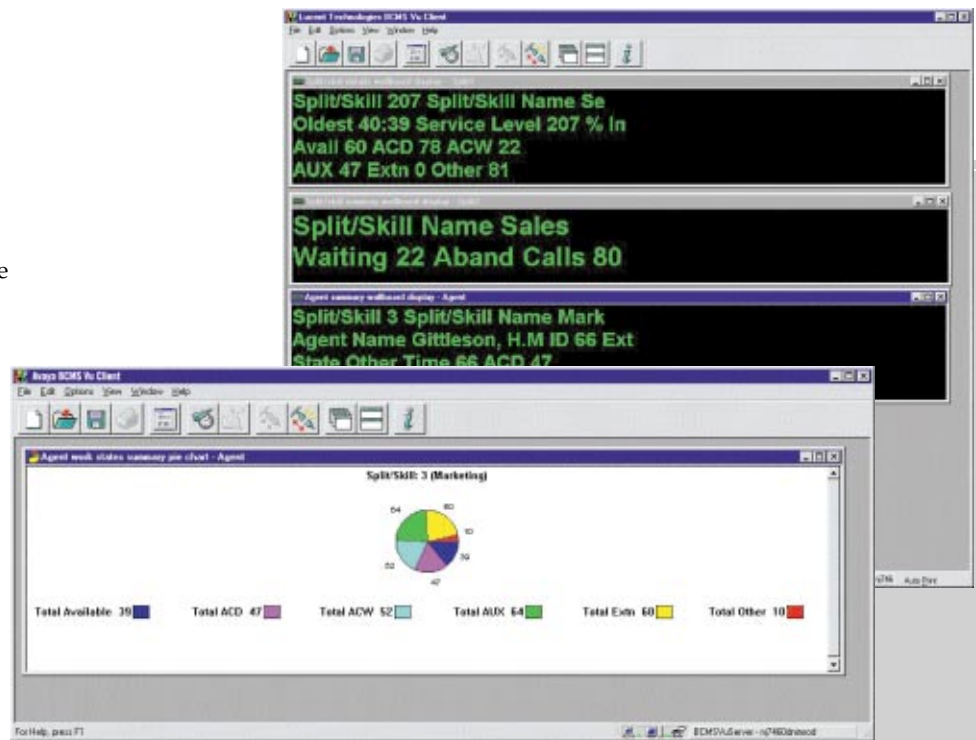 Lucent Technologies BCMS Vu Client
File Edit Options View Window Help
Split/Skill 207 Split/Skill Name Se
Oldest 40:39 Service Level 207 % In
Avail 60 ACD 78 ACW 22
AUX 47 Extn 0 Other 81
Split/Skill Name Sales
Waiting 22 Aband Calls 80
Agent summary wallboard display - Agent
Split/Skill 3 Split/Skill Name Mark
Agent Name Gittleson, H.M ID 66 Ext
State Other Time 66 ACD 47
e
Avaya BCMS Vu Client
File Edit Options View Window Help
Agent work states summary pie chart - Agent
Split/Skill: 3 (Marketing)
64 60
10
52 39
47
Total Available 39 Total ACD 47 Total ACW 52 Total AUX 64 Total Extn 60 Total Other 10
Auto Print
For Help, press F1